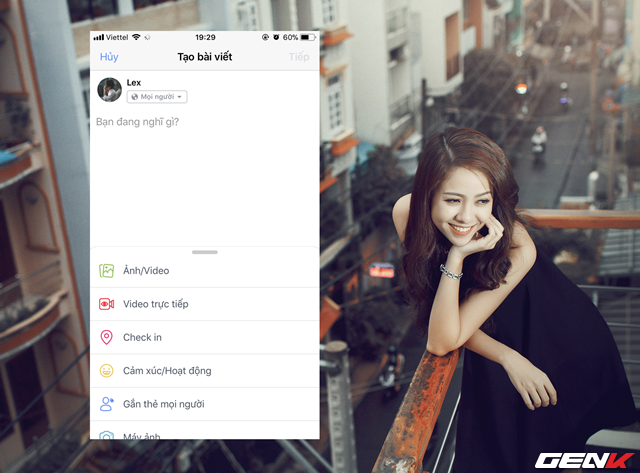 Viettel 19:29 60%
Hủy Tạo bài viết Tiếp
Lex
Mọi người
Bạn đang nghĩ gì?
Ảnh/Video
Video trực tiếp
Check in
Cảm xúc/Hoạt động
Gắn thẻ mọi người
Máy ảnh
GENK